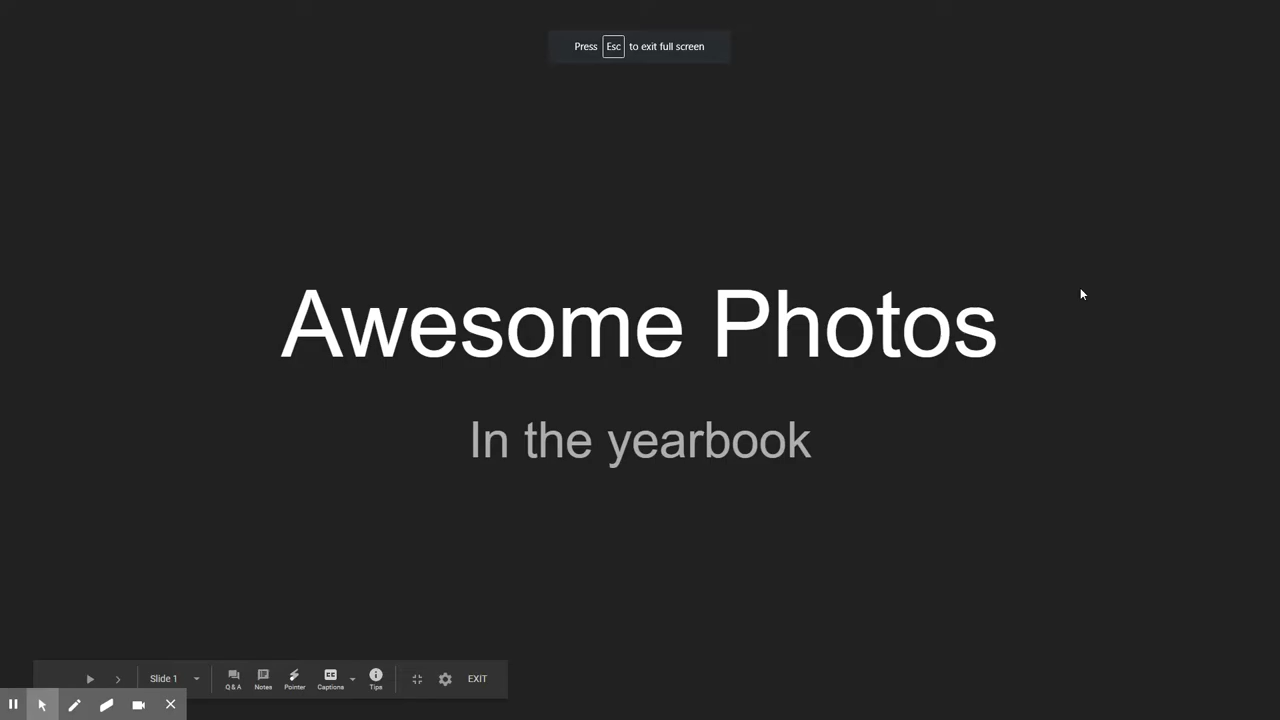 Press Esc to exit full screen
Awesome Photos
In the yearbook
Slide 1
Q & A Notes Pointer Captions Tips EXIT